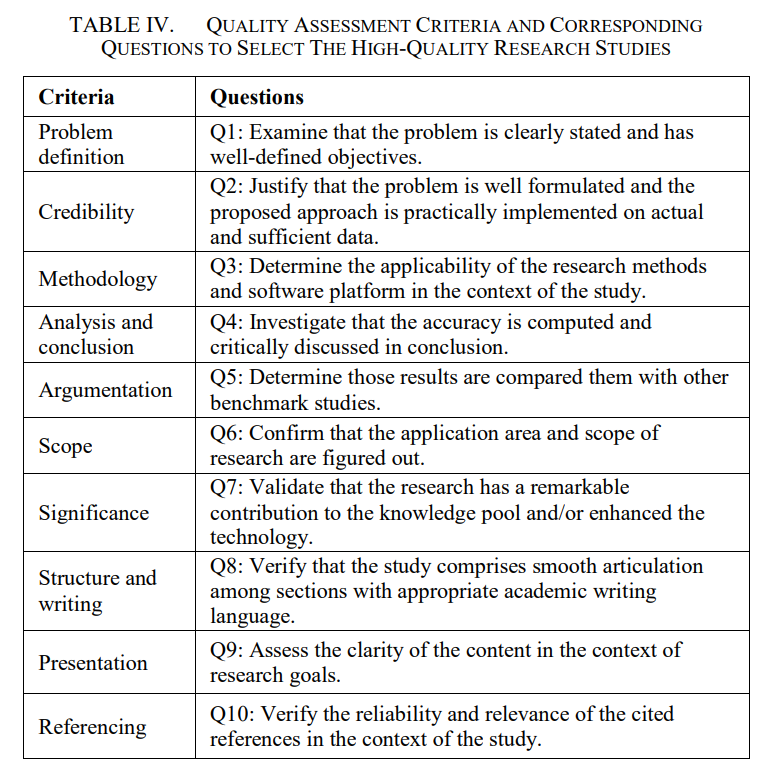 TABLE IV. QUALITY ASSESSMENT CRITERIA AND CORRESPONDING
QUESTIONS TO SELECT THE HIGH-QUALITY RESEARCH STUDIES
Criteria Questions
Problem definition
Q1: Examine that the problem is clearly stated and has
well-defined objectives.
Credibility
Q2: Justify that the problem is well formulated and the
proposed approach is practically implemented on actual
and sufficient data.
Methodology
Q3: Determine the applicability of the research methods
and software platform in the context of the study.
Analysis and
conclusion
Q4: Investigate that the accuracy is computed and
critically discussed in conclusion.
Argumentation
Q5: Determine those results are compared them with other
benchmark studies.
Scope
Q6: Confirm that the application area and scope of
research are figured out.
Significance
Q7: Validate that the research has a remarkable
contribution to the knowledge pool and/or enhanced the
technology.
Structure and
writing
Q8: Verify that the study comprises smooth articulation
among sections with appropriate academic writing
language.
Presentation
Q9: Assess the clarity of the content in the context of
research goals.
Referencing
Q10: Verify the reliability and relevance of the cited
references in the context of the study.